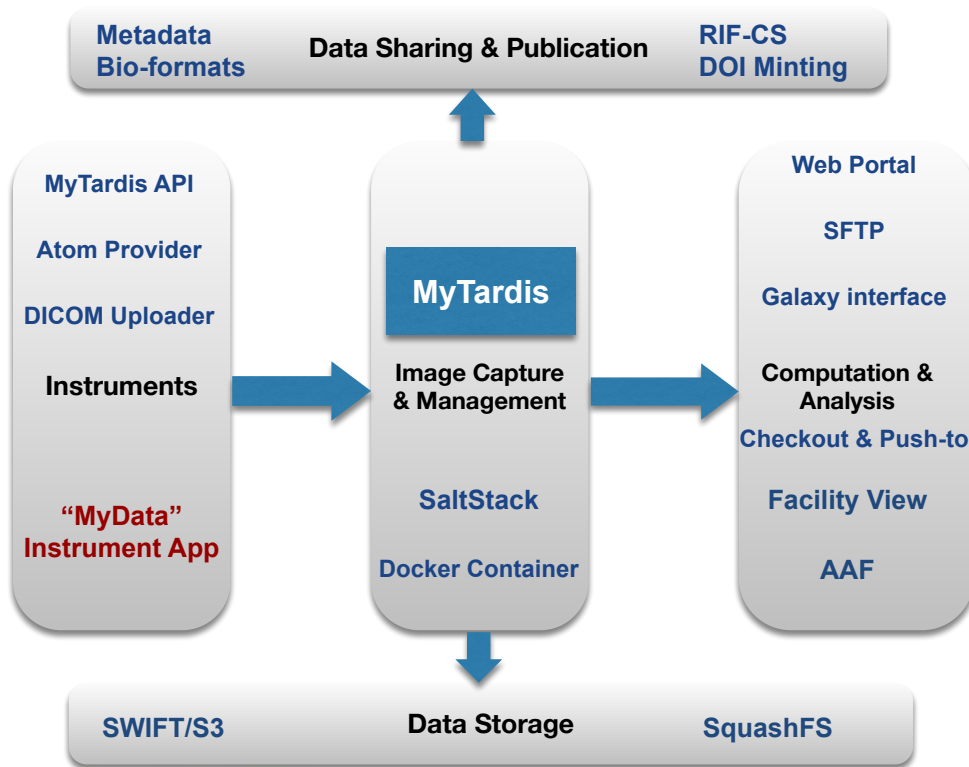 Metadata
Bio-formats
Data Sharing & Publication
RIF-CS
DOI Minting
MyTardis API
Atom Provider
DICOM Uploader
Instruments
“MyData”
Instrument App
MyTardis
Image Capture
& Management
SaltStack
Docker Container
Web Portal
SFTP
Galaxy interface
Computation &
Analysis
Checkout & Push-to
Facility View
AAF
SWIFT/S3
Data Storage
SquashFS